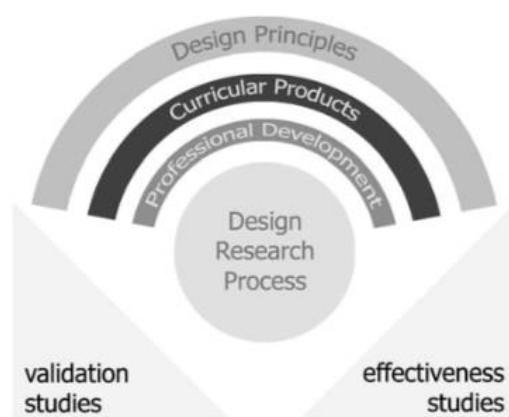 Design Principles
Curricular Products
Professional Development
Design
Research
Process
validation
studies
effectiveness
studies